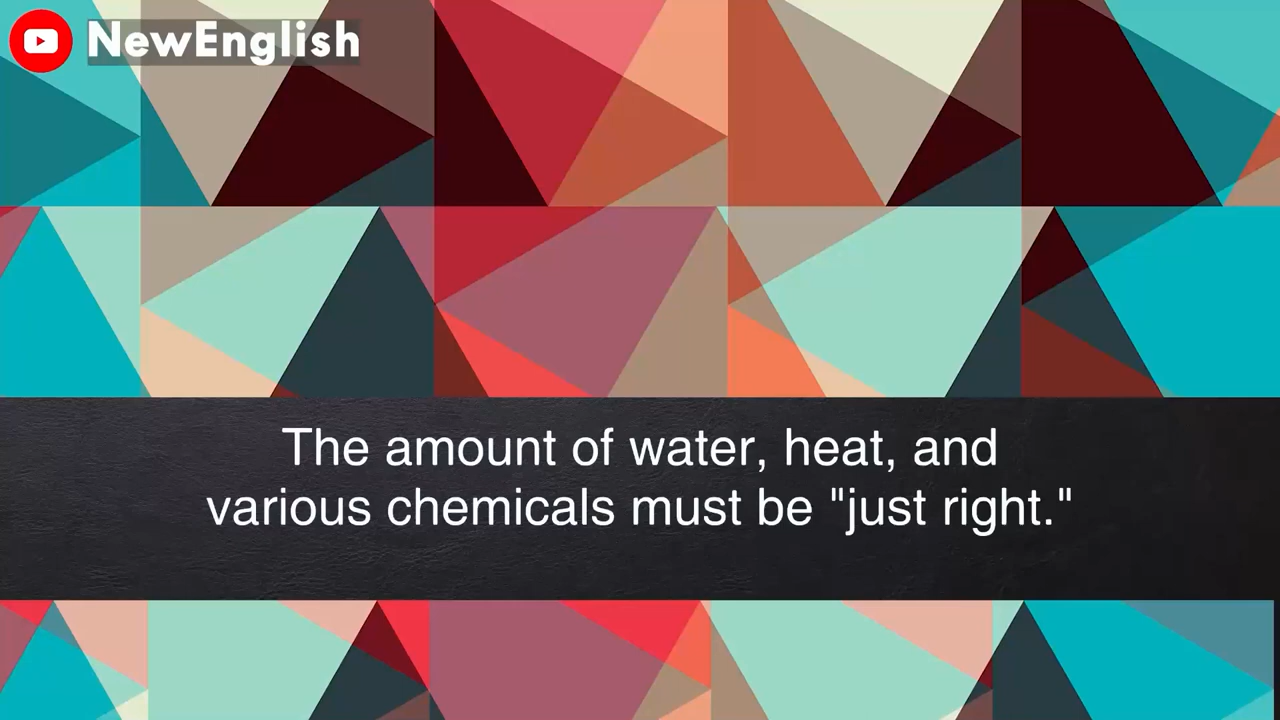 NewEnglish
The amount of water, heat, and
various chemicals must be "just right."